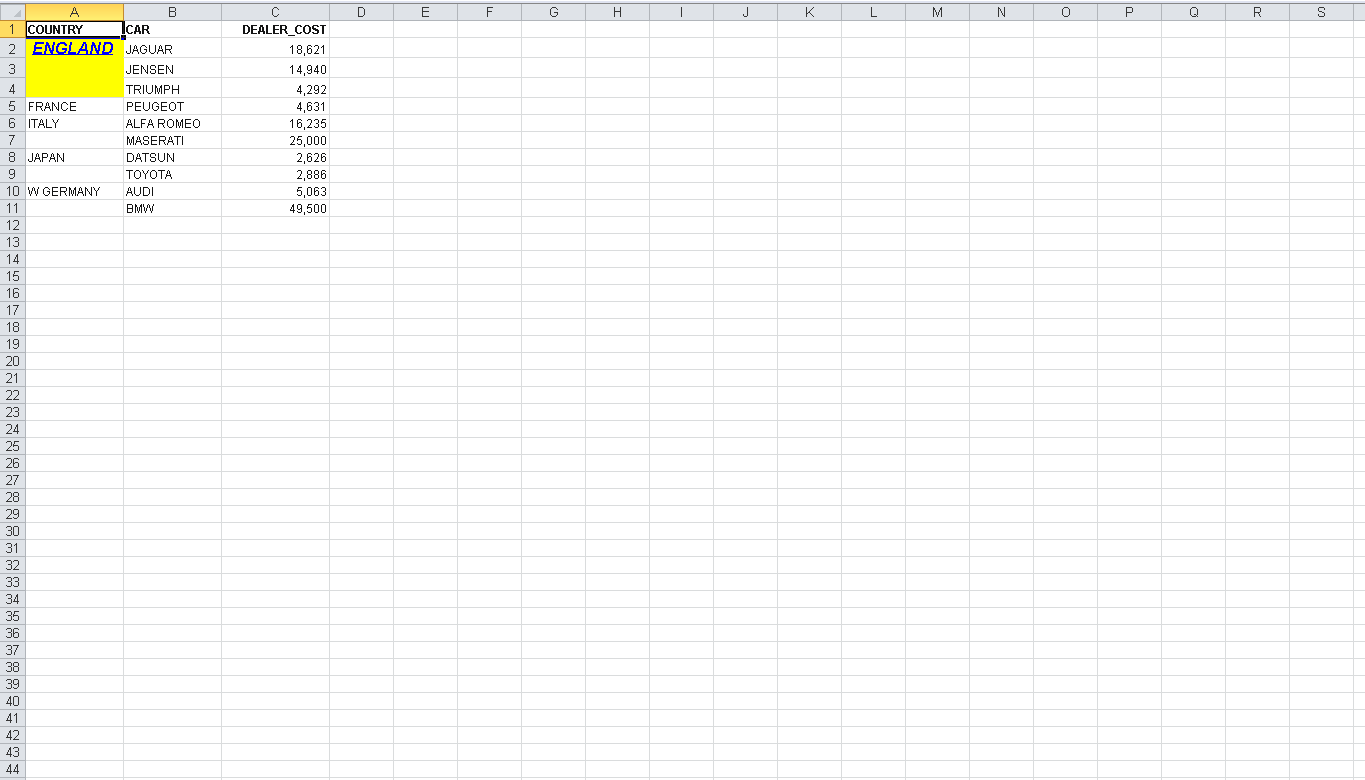 A B C D E F G H I J K L M N O P Q R S
1 COUNTRY CAR DEALER_COST
2 ENGLAND JAGUAR 18,621
3 JENSEN 14,940
4 TRIUMPH 4,292
5 FRANCE PEUGEOT 4,631
6 ITALY ALFA ROMEO 16,235
7 MASERATI 25,000
8 JAPAN DATSUN 2,626
9 TOYOTA 2,886
10 W GERMANY AUDI 5,063
11 BMW 49,500
12
13
14
15
16
17
18
19
20
21
22
23
24
25
26
27
28
29
30
31
32
33
34
35
36
37
38
39
40
41
42
43
44